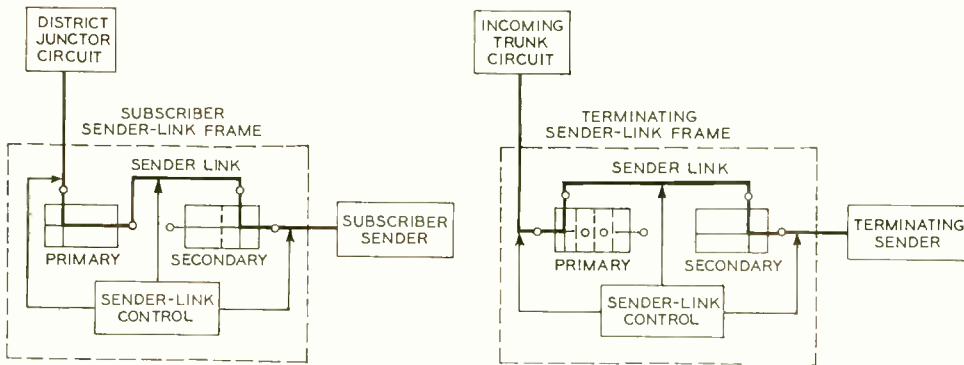 DISTRICT
JUNCTOR
CIRCUIT
SUBSCRIBER
SENDER-LINK FRAME
SENDER LINK
PRIMARY
SECONDARY
SUBSCRIBER
SENDER
SENDER-LINK
CONTROL
INCOMING
TRUNK
CIRCUIT
TERMINATING
SENDER-LINK FRAME
SENDER LINK
PRIMARY
SECONDARY
TERMINATING
SENDER
SENDER-LINK
CONTROL